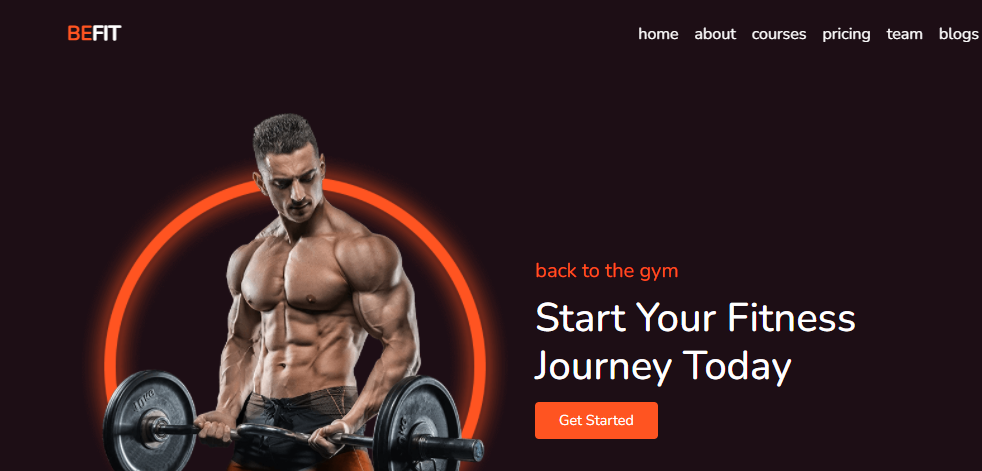 BEFIT
home about courses pricing team blogs
back to the gym
Start Your Fitness
Journey Today
Get Started